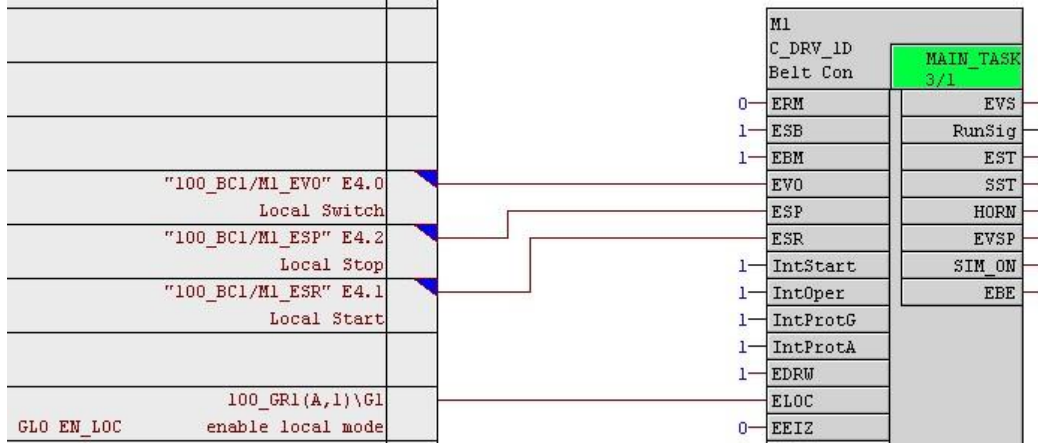 M1
C_DRV_1D
Belt Con
MAIN_TASK
3/1
0 ERM EVS
1 ESB RunSig
1 EBM EST
"100_BC1/M1_EVO" E4.0 EVO SST
Local Switch ESP HORN
"100_BC1/M1_ESP" E4.2 ESR EVSP
Local Stop 1 IntStart SIM_ON
"100_BC1/M1_ESR" E4.1 1 IntOper EBE
Local Start 1 IntProtG
1 IntProtA
1 EDRW
100_GR1(A,1)\G1 ELOC
GLO EN_LOC enable local mode 0 EEIZ